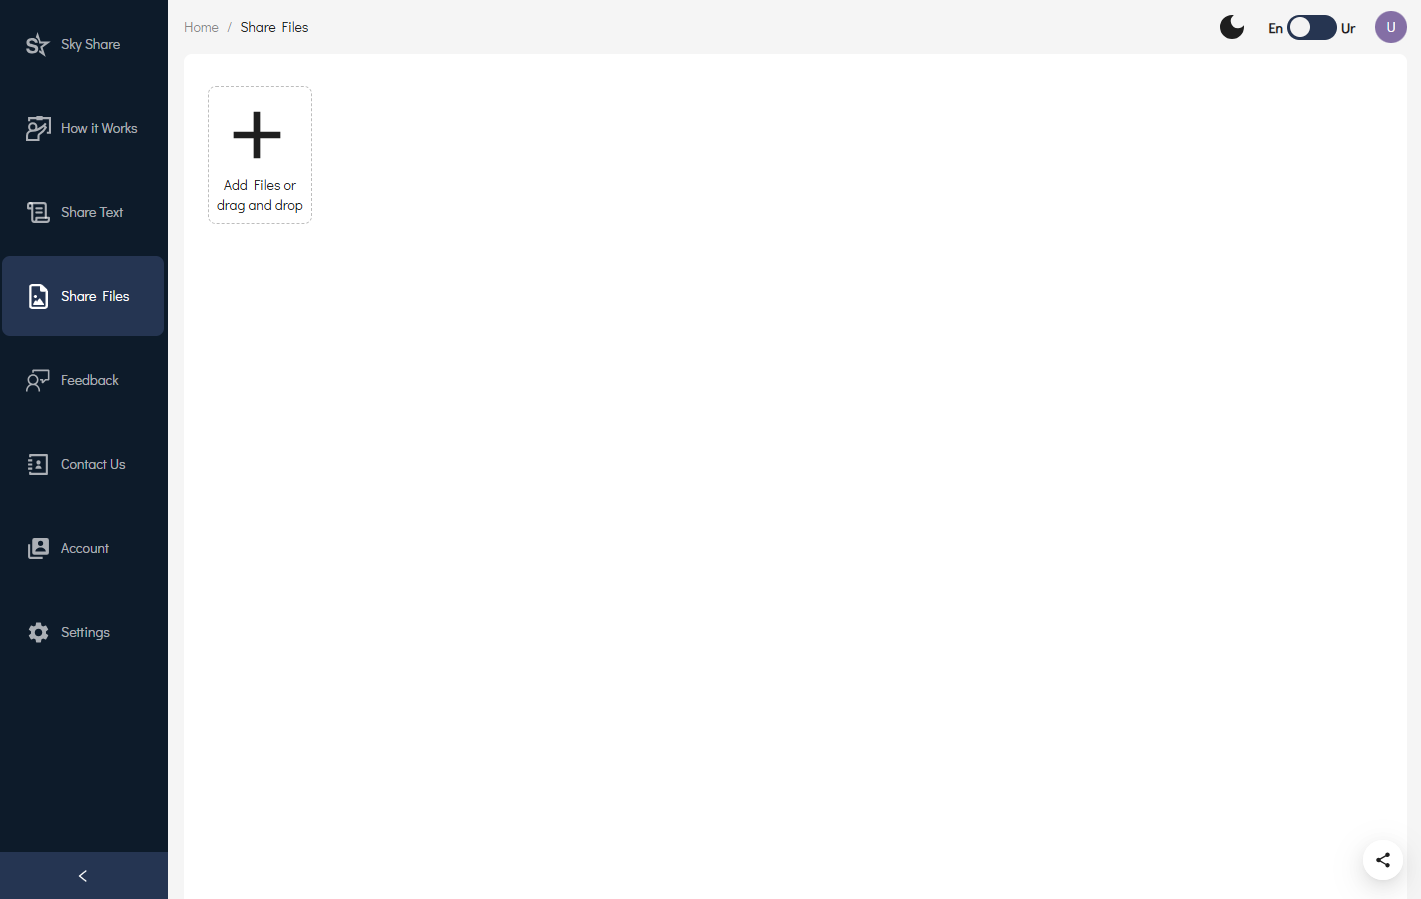 Sky Share
How it Works
Share Text
Share Files
Feedback
Contact Us
Account
Settings
Home / Share Files
En Ur U
Add Files or
drag and drop